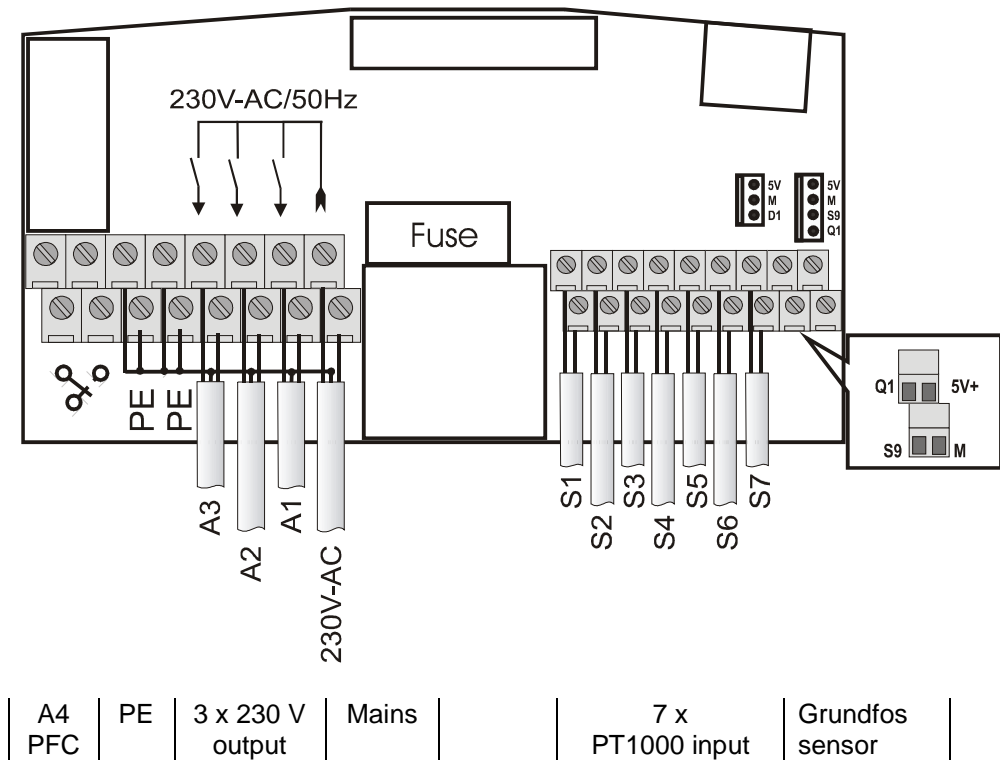 230V-AC/50Hz
5V
M
D1
5V
M
S9
Q1
Fuse
PE
PE
Q1
5V+
S9
M
A3
A2
A1
230V-AC
S1
S2
S3
S4
S5
S6
S7
A4 PE 3 x 230 V Mains 7 x Grundfos
PFC output PT1000 input sensor